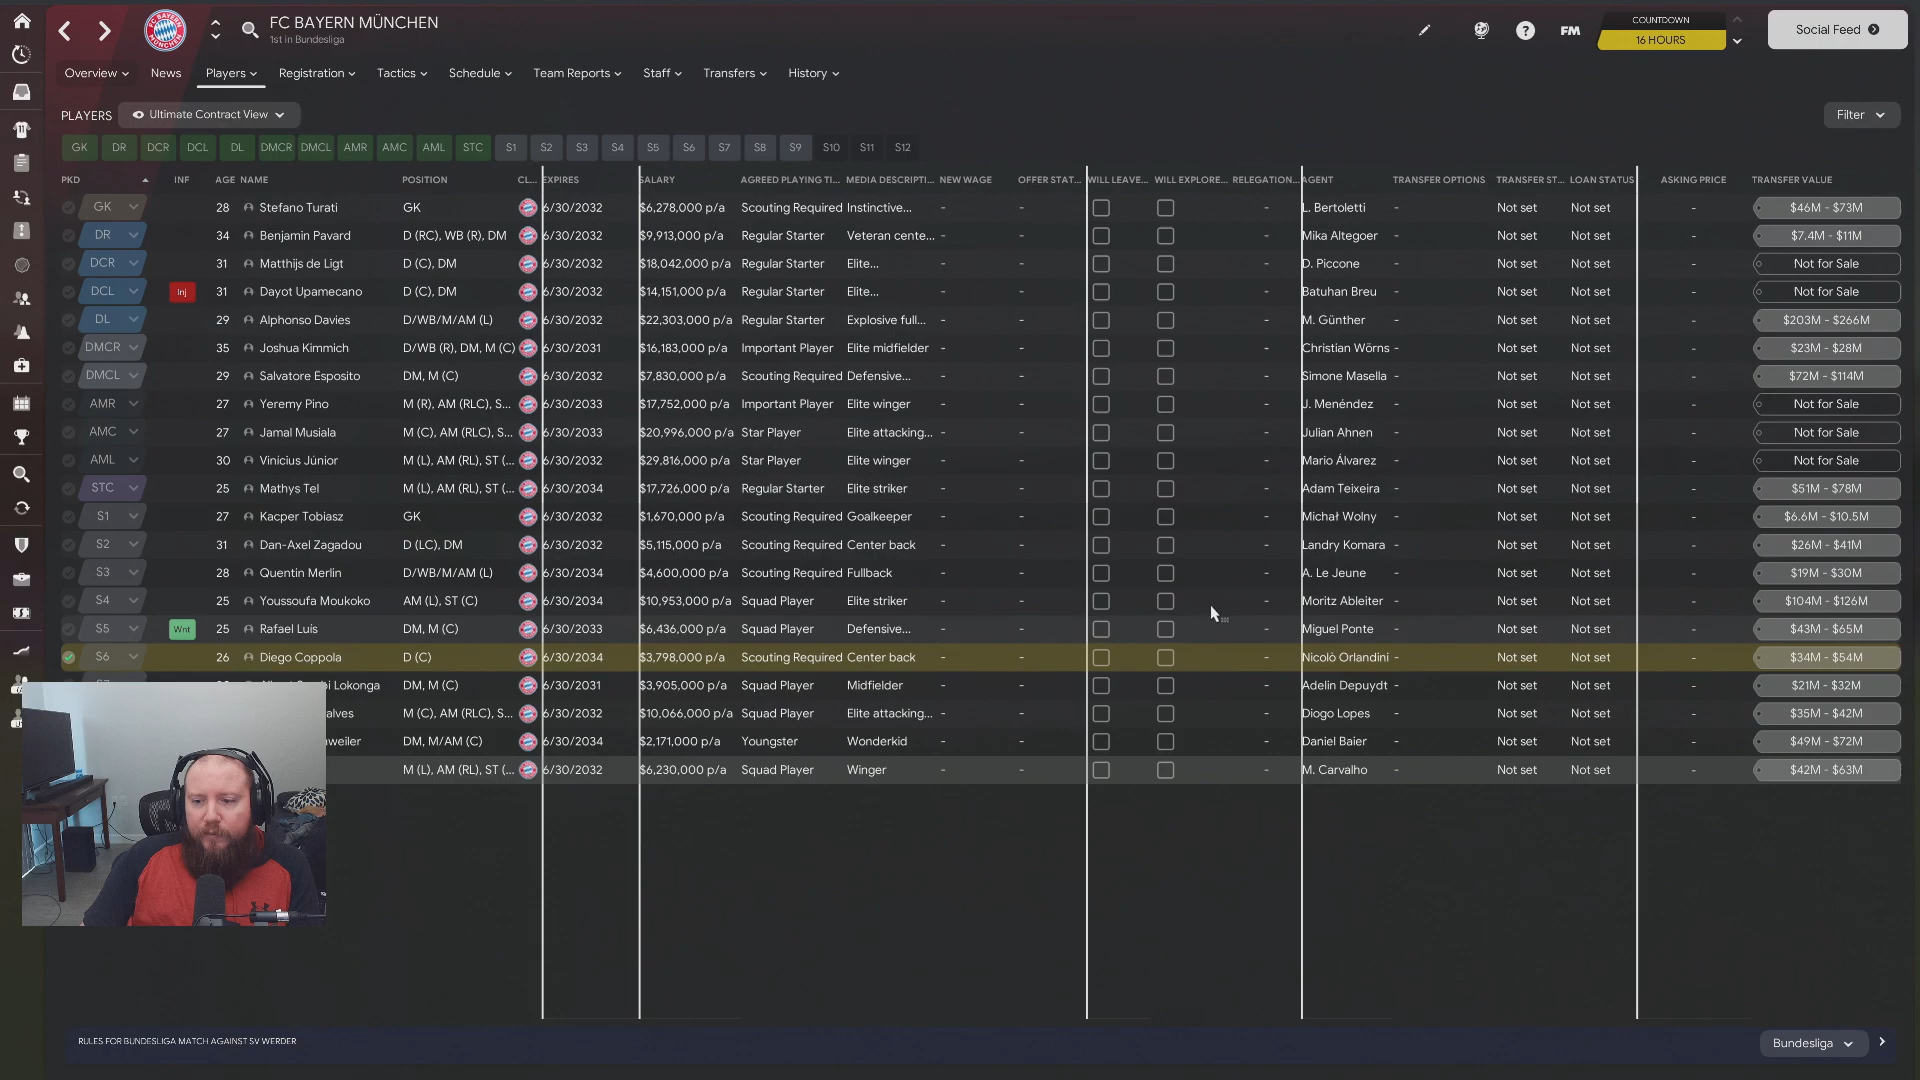 FC BAYERN MÜNCHEN
1st in Bundesliga
COUNTDOWN
16 HOURS
FM
Social Feed
Overview News Players Registration Tactics Schedule Team Reports Staff Transfers History
PLAYERS Ultimate Contract View Filter
GK DR DCR DCL DL DMCR DMCL AMR AMC AML STC S1 S2 S3 S4 S5 S6 S7 S8 S9 S10 S11 S12
PKD INF AGE NAME POSITION CL... EXPIRES SALARY AGREED PLAYING TI... MEDIA DESCRIPTI... NEW WAGE OFFER STAT... WILL LEAVE... WILL EXPLORE... RELEGATION... AGENT TRANSFER OPTIONS TRANSFER ST... LOAN STATUS ASKING PRICE TRANSFER VALUE
GK 28 Stefano Turati GK 6/30/2032 $6,278,000 p/a Scouting Required Instinctive... - - - L. Bertoletti - Not set Not set - $46M - $73M
DR 34 Benjamin Pavard D (RC), WB (R), DM 6/30/2032 $9,913,000 p/a Regular Starter Veteran cente... - - - Mika Altegoer - Not set Not set - $7.4M - $11M
DCR 31 Matthijs de Ligt D (C), DM 6/30/2032 $18,042,000 p/a Regular Starter Elite... - - - D. Piccone - Not set Not set - Not for Sale
DCL Inj 31 Dayot Upamecano D (C), DM 6/30/2032 $14,151,000 p/a Regular Starter Elite... - - - Batuhan Breu - Not set Not set - Not for Sale
DL 29 Alphonso Davies D/WB/M/AM (L) 6/30/2032 $22,303,000 p/a Regular Starter Explosive full... - - - M. Günther - Not set Not set - $203M - $266M
DMCR 35 Joshua Kimmich D/WB (R), DM, M (C) 6/30/2031 $16,183,000 p/a Important Player Elite midfielder - - - Christian Wörns - Not set Not set - $23M - $28M
DMCL 29 Salvatore Esposito DM, M (C) 6/30/2032 $7,830,000 p/a Scouting Required Defensive... - - - Simone Masella - Not set Not set - $72M - $114M
AMR 27 Yeremy Pino M (R), AM (RLC), S... 6/30/2033 $17,752,000 p/a Important Player Elite winger - - - J. Menéndez - Not set Not set - Not for Sale
AMC 27 Jamal Musiala M (C), AM (RLC), S... 6/30/2033 $20,996,000 p/a Star Player Elite attacking... - - - Julian Ahnen - Not set Not set - Not for Sale
AML 30 Vinícius Júnior M (L), AM (RL), ST (... 6/30/2032 $29,816,000 p/a Star Player Elite winger - - - Mario Álvarez - Not set Not set - Not for Sale
STC 25 Mathys Tel M (L), AM (RL), ST (... 6/30/2034 $17,726,000 p/a Regular Starter Elite striker - - - Adam Teixeira - Not set Not set - $51M - $78M
S1 27 Kacper Tobiasz GK 6/30/2032 $1,670,000 p/a Scouting Required Goalkeeper - - - Michał Wolny - Not set Not set - $6.6M - $10.5M
S2 31 Dan-Axel Zagadou D (LC), DM 6/30/2032 $5,115,000 p/a Scouting Required Center back - - - Landry Komara - Not set Not set - $26M - $41M
S3 28 Quentin Merlin D/WB/M/AM (L) 6/30/2034 $4,600,000 p/a Scouting Required Fullback - - - A. Le Jeune - Not set Not set - $19M - $30M
S4 25 Youssoufa Moukoko AM (L), ST (C) 6/30/2034 $10,953,000 p/a Squad Player Elite striker - - - Moritz Ableiter - Not set Not set - $104M - $126M
S5 Wnt 25 Rafael Luís DM, M (C) 6/30/2033 $6,436,000 p/a Squad Player Defensive... - - - Miguel Ponte - Not set Not set - $43M - $65M
S6 26 Diego Coppola D (C) 6/30/2034 $3,798,000 p/a Scouting Required Center back - - - Nicolò Orlandini - Not set Not set - $34M - $54M
i Lokonga DM, M (C) 6/30/2031 $3,905,000 p/a Squad Player Midfielder - - - Adelin Depuydt - Not set Not set - $21M - $32M
alves M (C), AM (RLC), S... 6/30/2032 $10,066,000 p/a Squad Player Elite attacking... - - - Diogo Lopes - Not set Not set - $35M - $42M
weiler DM, M/AM (C) 6/30/2034 $2,171,000 p/a Youngster Wonderkid - - - Daniel Baier - Not set Not set - $49M - $72M
M (L), AM (RL), ST (... 6/30/2032 $6,230,000 p/a Squad Player Winger - - - M. Carvalho - Not set Not set - $42M - $63M
RULES FOR BUNDESLIGA MATCH AGAINST SV WERDER Bundesliga